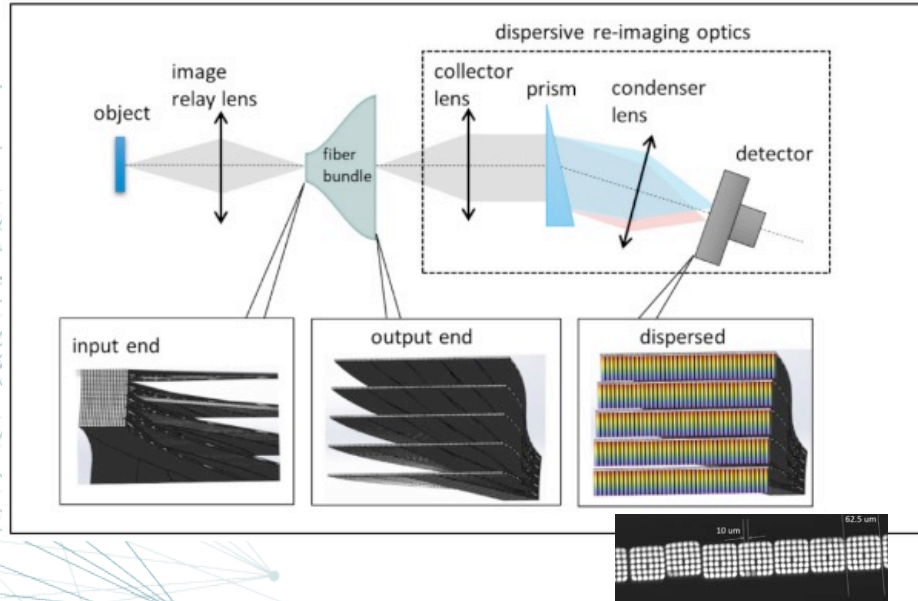 dispersive re-imaging optics
image
relay lens
object
fiber
bundle
collector
lens
prism
condenser
lens
detector
input end
output end
dispersed
10 um
62.5 um